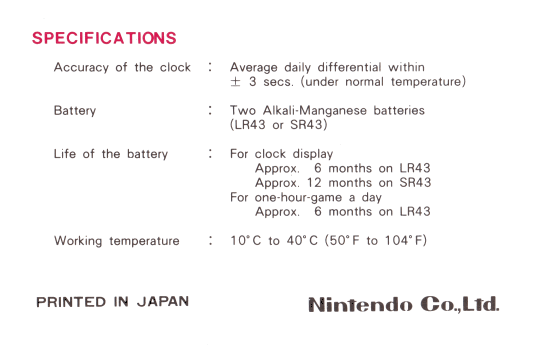 SPECIFICATIONS
Accuracy of the clock : Average daily differential within
± 3 secs. (under normal temperature)
Battery : Two Alkali-Manganese batteries
(LR43 or SR43)
Life of the battery : For clock display
Approx. 6 months on LR43
Approx. 12 months on SR43
For one-hour-game a day
Approx. 6 months on LR43
Working temperature : 10°C to 40°C (50°F to 104°F)
PRINTED IN JAPAN Nintendo Co.,Ltd.